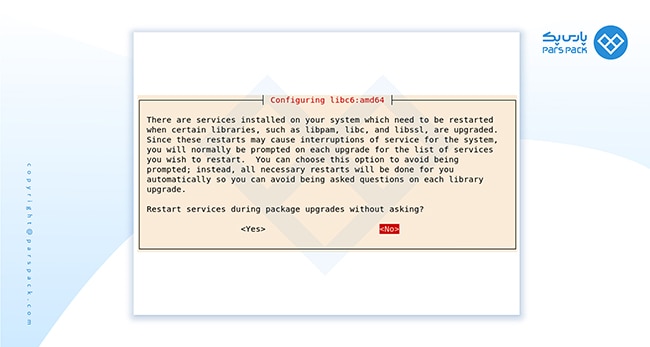 پارس پک
PARS PACK
Configuring libc6:amd64
There are services installed on your system which need to be restarted
when certain libraries, such as libpam, libc, and libssl, are upgraded.
Since these restarts may cause interruptions of service for the system,
you will normally be prompted on each upgrade for the list of services
you wish to restart.  You can choose this option to avoid being
prompted; instead, all necessary restarts will be done for you
automatically so you can avoid being asked questions on each library
upgrade.
Restart services during package upgrades without asking?
<Yes> <No>
copyright@parspack.com